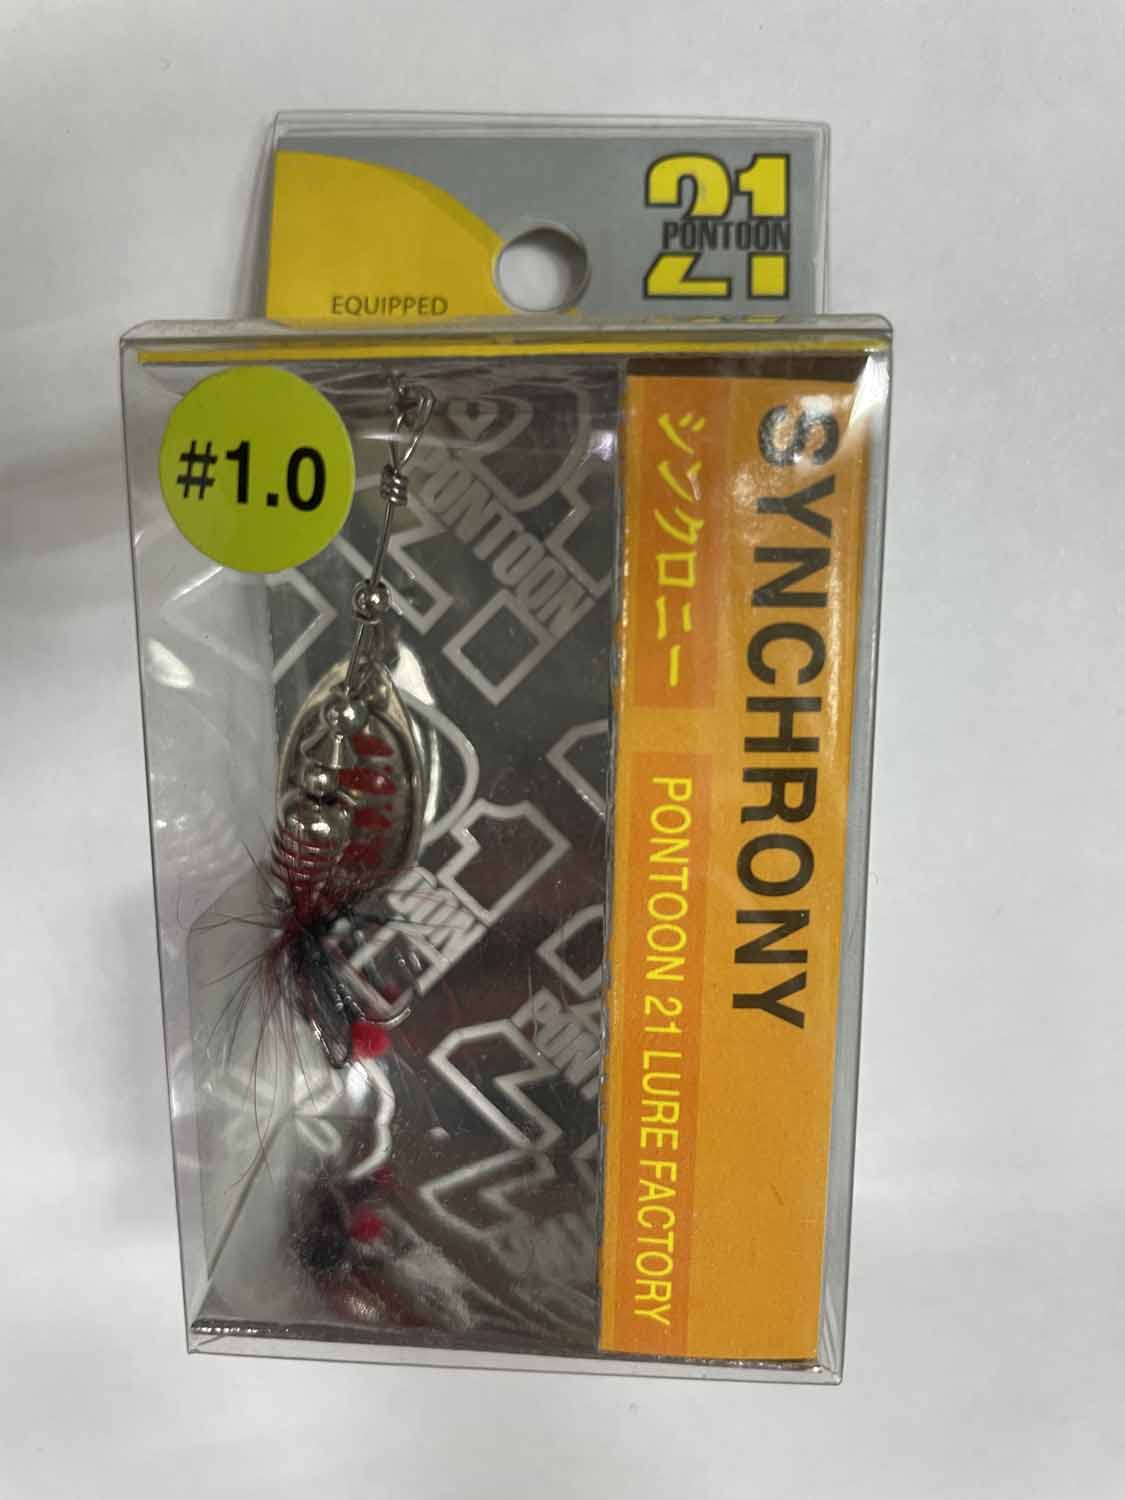 21
PONTOON
EQUIPPED
#1.0
SYNCHRONY
シンクロニー
PONTOON 21 LURE FACTORY
PONTOON